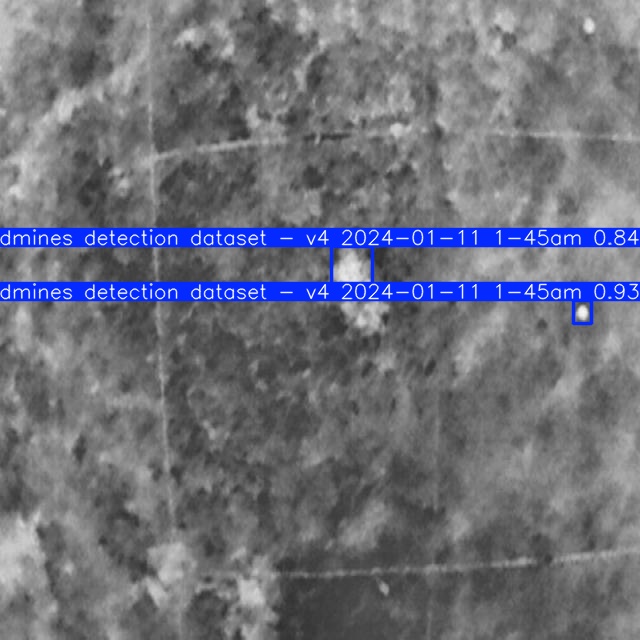 dmines detection dataset - v4 2024-01-11 1-45am 0.84
dmines detection dataset - v4 2024-01-11 1-45am 0.93